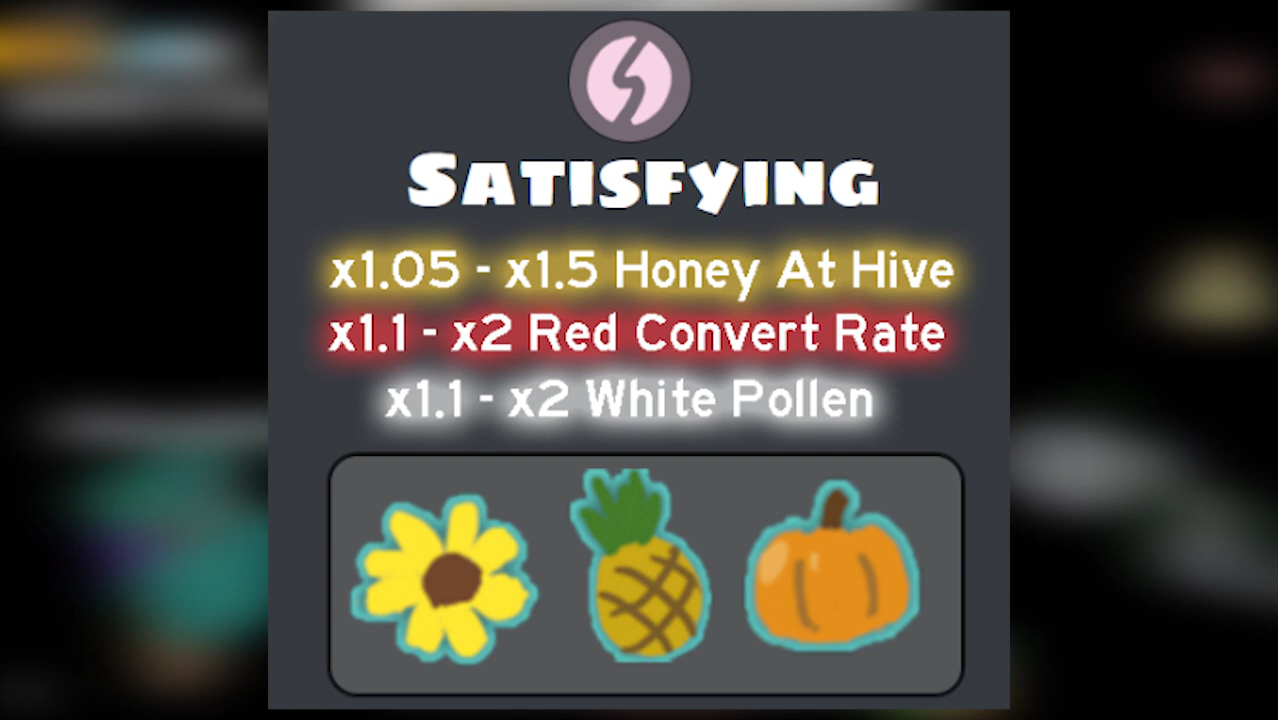 SATISFYING
x1.05 - x1.5 Honey At Hive
x1.1 - x2 Red Convert Rate
x1.1 - x2 White Pollen